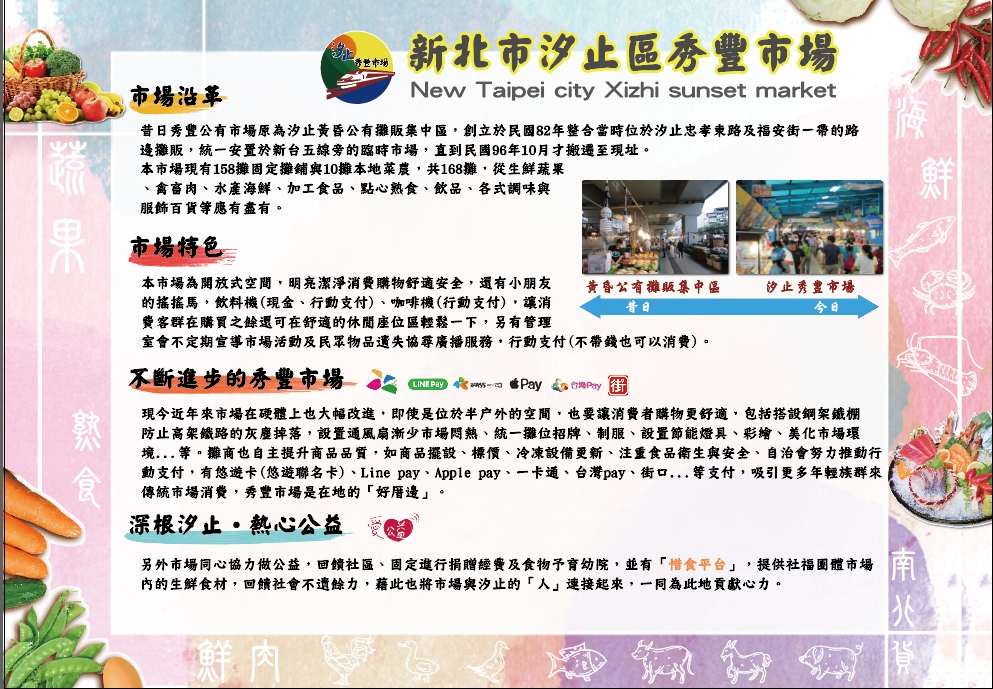 新北市汐止區秀豐市場
New Taipei city Xizhi sunset market
汐止
秀豐市場
市場沿革
昔日秀豐公有市場原為汐止黃昏公有攤販集中區，創立於民國82年整合當時位於汐止忠孝東路及福安街一帶的路
邊攤販，統一安置於新台五線旁的臨時市場，直到民國96年10月才搬遷至現址。
本市場現有158攤固定攤鋪與10攤本地菜農，共168攤，從生鮮蔬果
、禽畜肉、水產海鮮、加工食品、點心熟食、飲品、各式調味與
服飾百貨等應有盡有。
黃昏公有攤販集中區
汐止秀豐市場
昔日
今日
市場特色
本市場為開放式空間，明亮潔淨消費購物舒適安全，還有小朋友
的搖搖馬，飲料機(現金、行動支付)、咖啡機(行動支付)，讓消
費客群在購買之餘還可在舒適的休閒座位區輕鬆一下，另有管理
室會不定期宣導市場活動及民眾物品遺失協尋廣播服務，行動支付(不帶錢也可以消費)。
不斷進步的秀豐市場
LINE Pay
Pay
台灣Pay
街
現今近年來市場在硬體上也大幅改進，即使是位於半户外的空間，也要讓消費者購物更舒適，包括搭設鋼架鐵棚
防止高架鐵路的灰塵掉落，設置通風扇漸少市場悶熱、統一攤位招牌、制服、設置節能燈具、彩繪、美化市場環
境...等。攤商也自主提升商品品質，如商品擺設、標價、冷凍設備更新、注重食品衛生與安全、自治會努力推動行
動支付，有悠遊卡(悠遊聯名卡)、Line pay、Apple pay、一卡通、台灣pay、街口...等支付，吸引更多年輕族群來
傳統市場消費，秀豐市場是在地的「好厝邊」。
深根汐止·熱心公益
愛
公益
另外市場同心協力做公益，回饋社區、固定進行捐贈經費及食物予育幼院，並有「惜食平台」，提供社福團體市場
內的生鮮食材，回饋社會不遺餘力，藉此也將市場與汐止的「人」連接起來，一同為此地貢獻心力。
蔬果
熟食
海鮮
南北貨
鮮肉